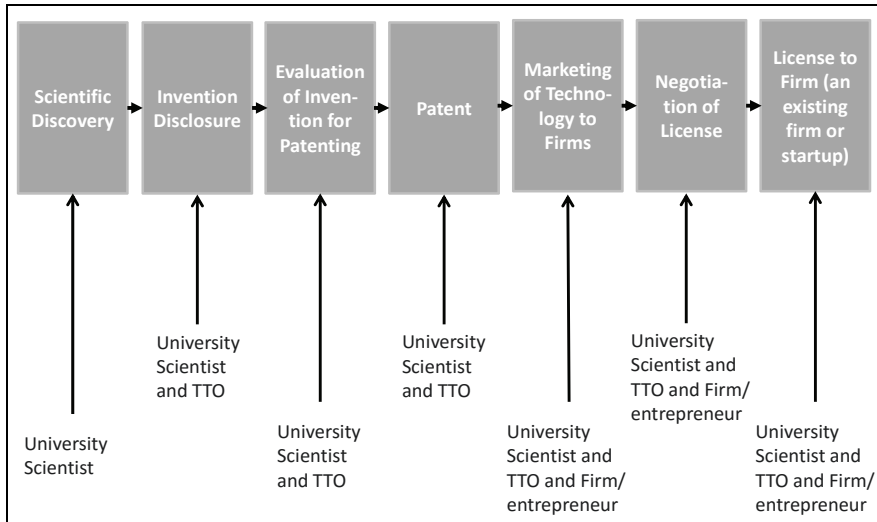 Scientific
Discovery
Invention
Disclosure
Evaluation
of Inven-
tion for
Patenting
Patent
Marketing
of Techno-
logy to
Firms
Negotia-
tion of
License
License to
Firm (an
existing
firm or
startup)
University
Scientist
University
Scientist
and TTO
University
Scientist
and TTO
University
Scientist
and TTO
University
Scientist and
TTO and Firm/
entrepreneur
University
Scientist and
TTO and Firm/
entrepreneur
University
Scientist and
TTO and Firm/
entrepreneur